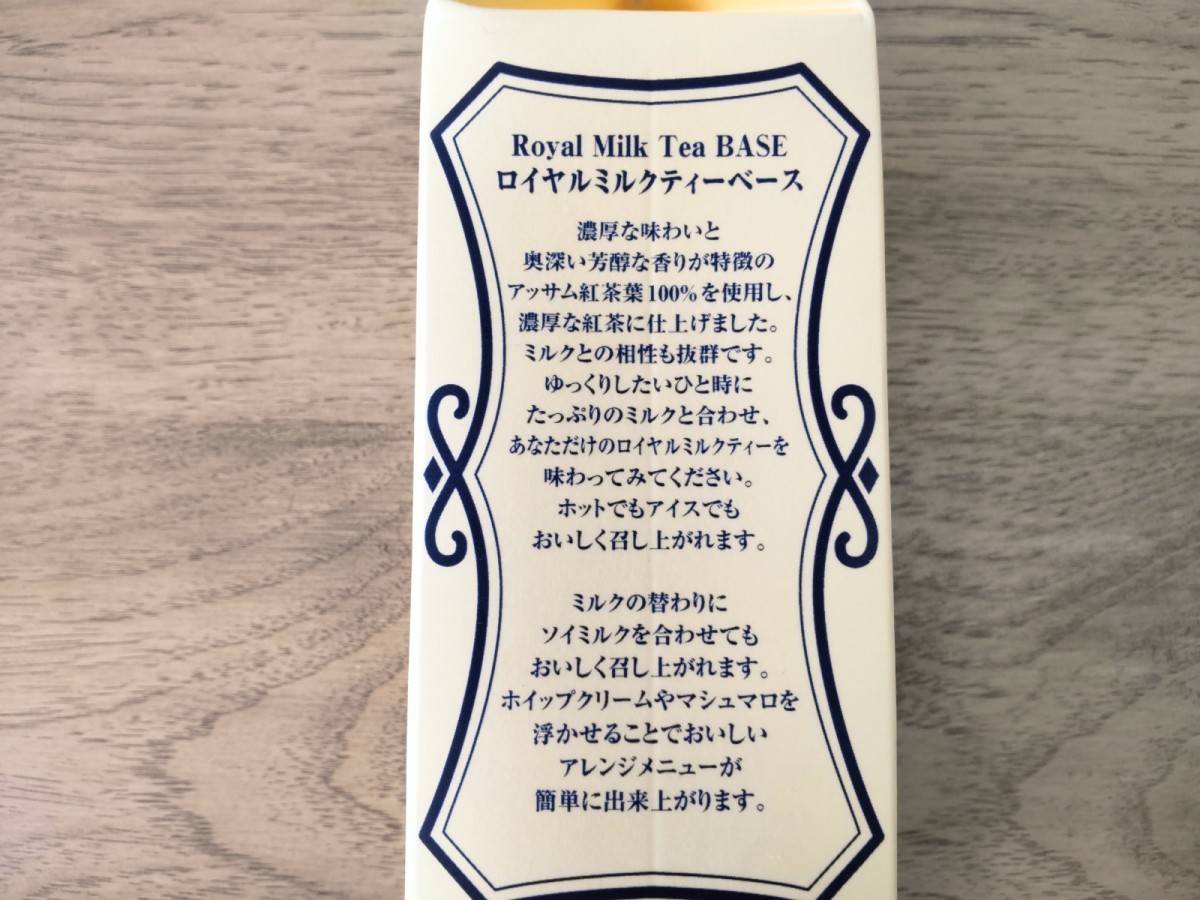 Royal Milk Tea BASE
ロイヤルミルクティーベース
濃厚な味わいと
奥深い芳醇な香りが特徴の
アッサム紅茶葉100%を使用し、
濃厚な紅茶に仕上げました。
ミルクとの相性も抜群です。
ゆっくりしたいひと時に
たっぷりのミルクと合わせ、
あなただけのロイヤルミルクティーを
味わってみてください。
ホットでもアイスでも
おいしく召し上がれます。
ミルクの替わりに
ソイミルクを合わせても
おいしく召し上がれます。
ホイップクリームやマシュマロを
浮かせることでおいしい
アレンジメニューが
簡単に出来上がります。